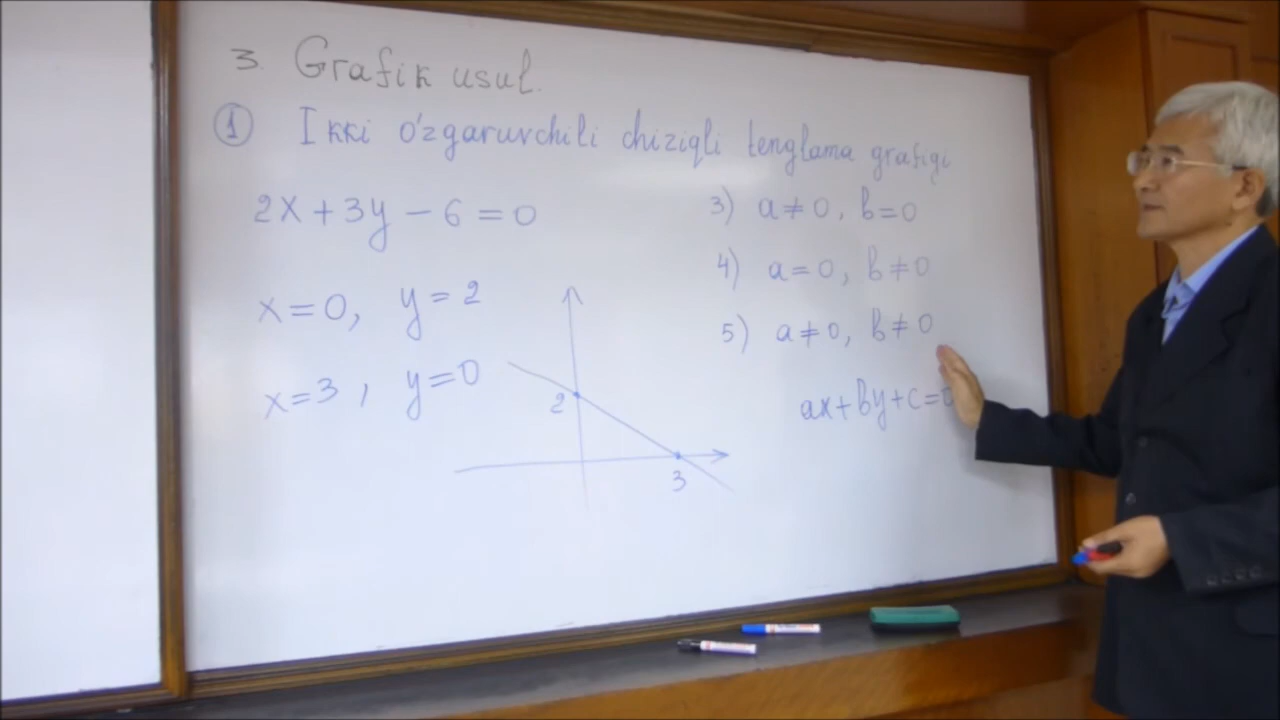 3. Grafik usul.
① Ikki o'zgaruvchili chiziqli tenglama grafigi
2x + 3y - 6 = 0
x = 0, y = 2
x = 3, y = 0
2
3
3) a ≠ 0, b = 0
4) a = 0, b ≠ 0
5) a ≠ 0, b ≠ 0
ax + by + c = 0